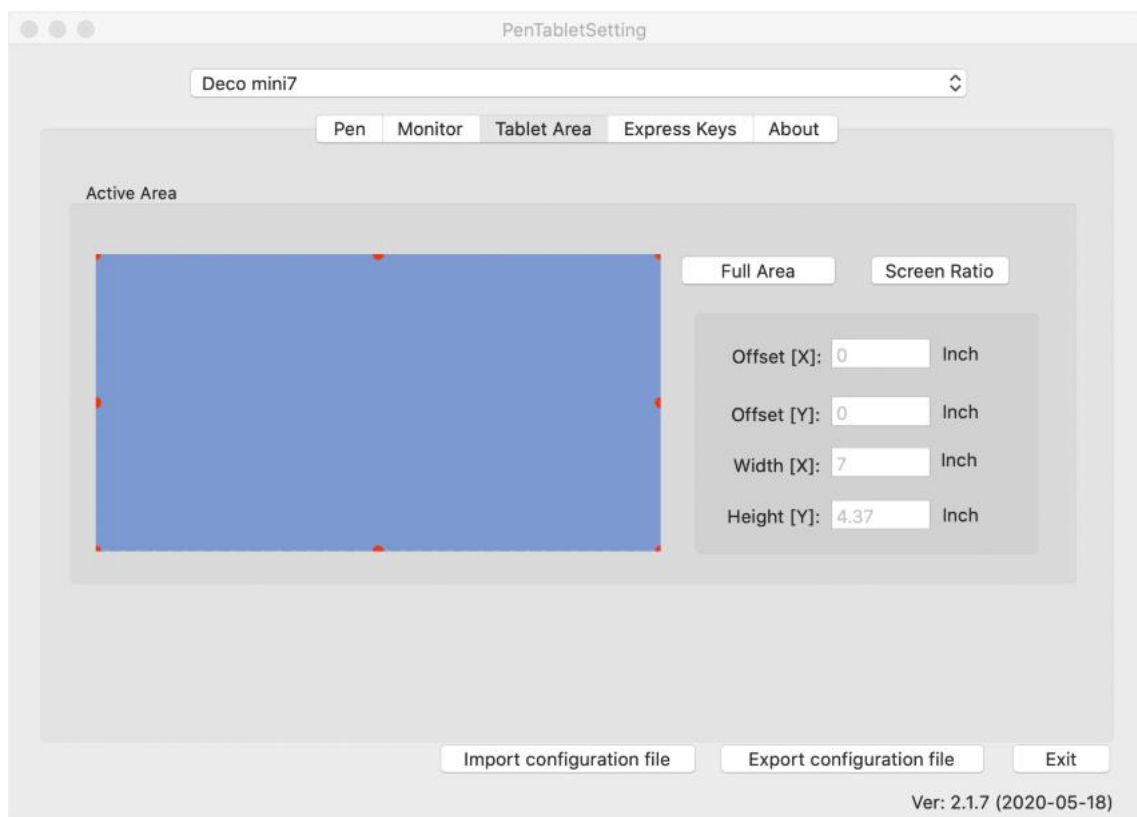 PenTabletSetting
Deco mini7
Pen Monitor Tablet Area Express Keys About
Active Area
Full Area Screen Ratio
Offset [X]: 0 Inch
Offset [Y]: 0 Inch
Width [X]: 7 Inch
Height [Y]: 4.37 Inch
Import configuration file Export configuration file Exit
Ver: 2.1.7 (2020-05-18)